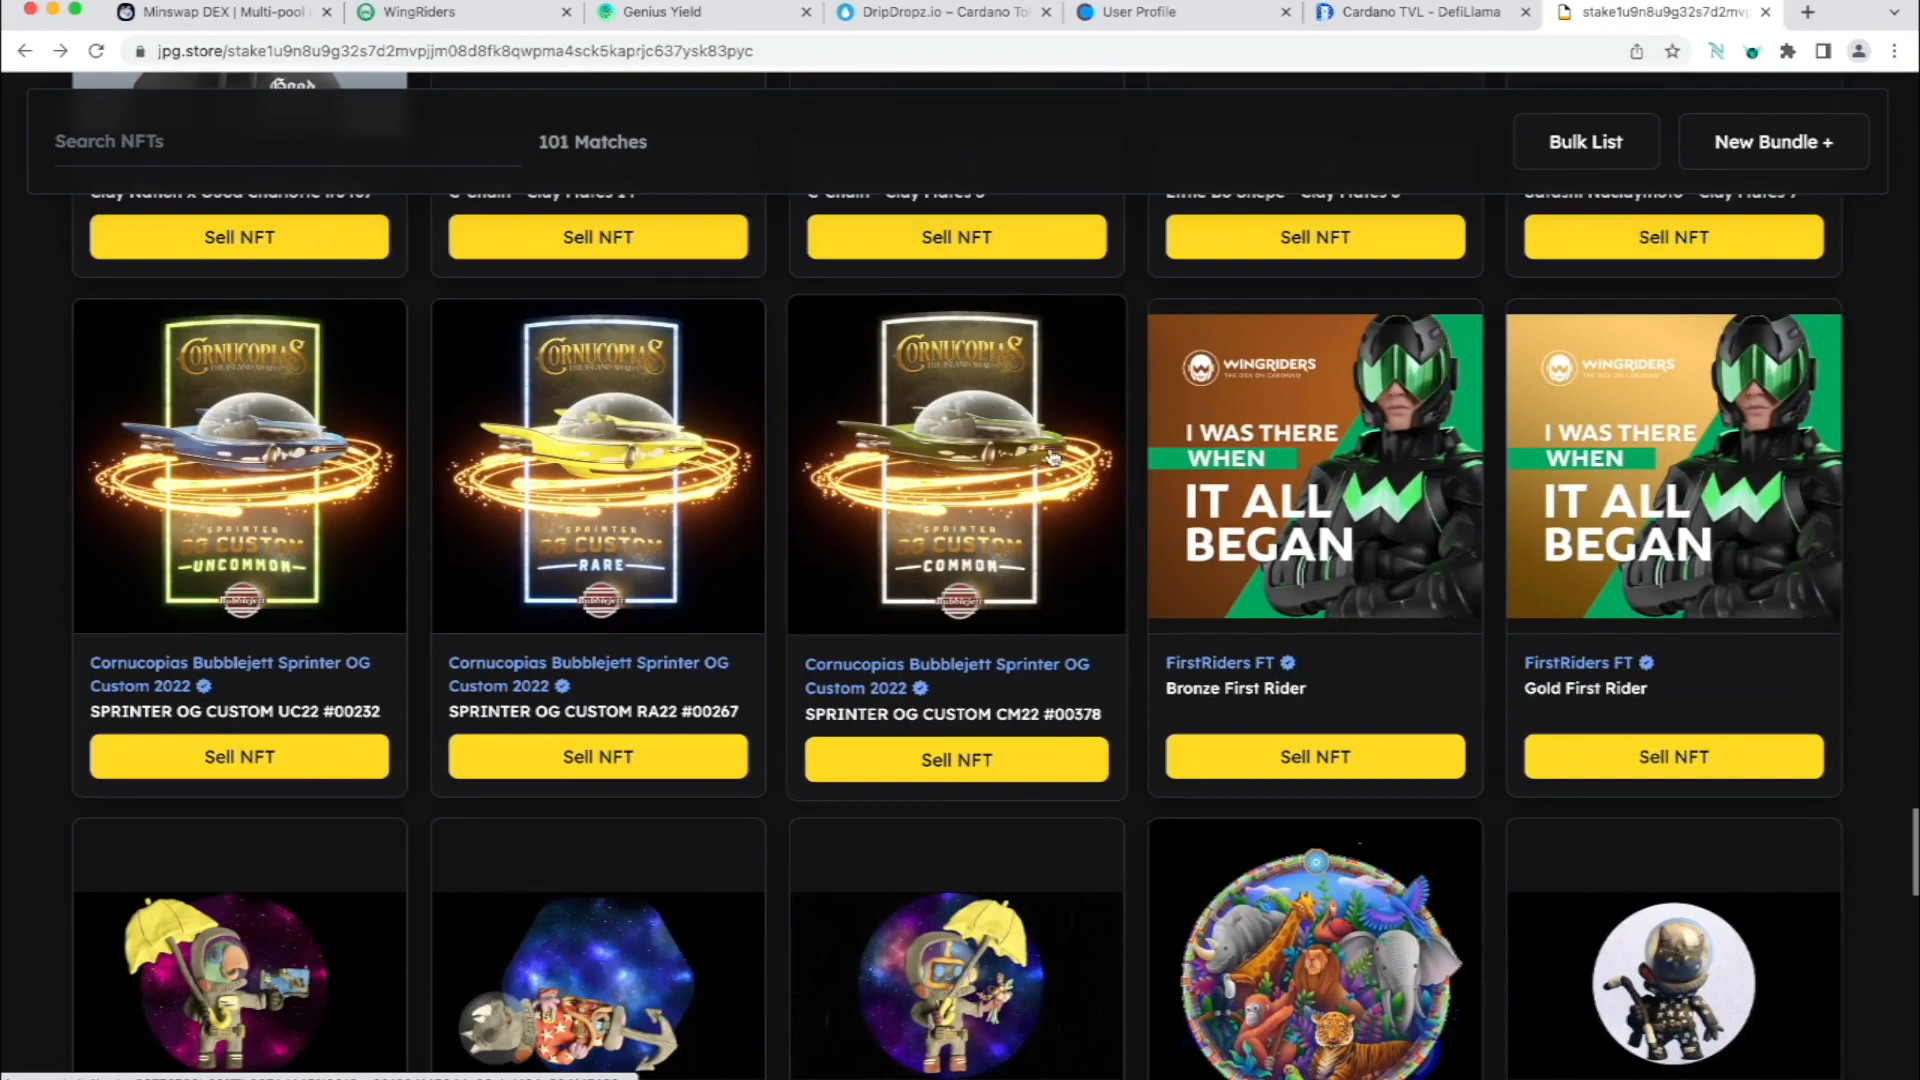 Minswap DEX | Multi-pool
WingRiders
Genius Yield
DripDropz.io – Cardano To
User Profile
Cardano TVL - DefiLlama
stake1u9n8u9g32s7d2mvp
jpg.store/stake1u9n8u9g32s7d2mvpjjm08d8fk8qwpma4sck5kaprjc637ysk83pyc
Good
Search NFTs
101 Matches
Bulk List
New Bundle +
Sell NFT
Sell NFT
Sell NFT
Sell NFT
Sell NFT
CORNUCOPIAS
THE ISLAND
SPRINTER
OG CUSTOM
UNCOMMON
Bubblejett
CORNUCOPIAS
THE ISLAND
SPRINTER
OG CUSTOM
RARE
Bubblejett
CORNUCOPIAS
THE ISLAND
SPRINTER
OG CUSTOM
COMMON
Bubblejett
WINGRIDERS
THE DEX ON CARDANO
I WAS THERE
WHEN
IT ALL
BEGAN
WINGRIDERS
THE DEX ON CARDANO
I WAS THERE
WHEN
IT ALL
BEGAN
Cornucopias Bubblejett Sprinter OG
Custom 2022
SPRINTER OG CUSTOM UC22 #00232
Sell NFT
Cornucopias Bubblejett Sprinter OG
Custom 2022
SPRINTER OG CUSTOM RA22 #00267
Sell NFT
Cornucopias Bubblejett Sprinter OG
Custom 2022
SPRINTER OG CUSTOM CM22 #00378
Sell NFT
FirstRiders FT
Bronze First Rider
Sell NFT
FirstRiders FT
Gold First Rider
Sell NFT